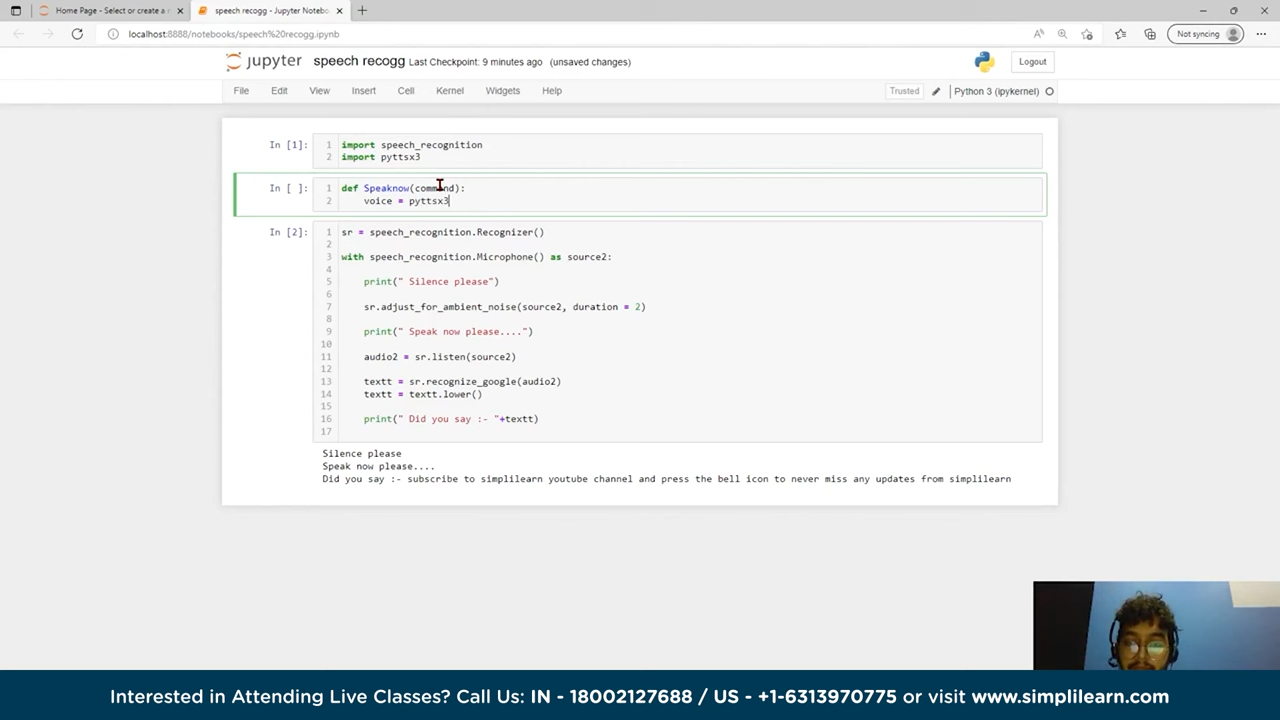 Home Page - Select or create a n
speech recogg - Jupyter Notebo
localhost:8888/notebooks/speech%20recogg.ipynb
Not syncing
jupyter speech recogg Last Checkpoint: 9 minutes ago (unsaved changes)
Logout
File Edit View Insert Cell Kernel Widgets Help
Trusted
Python 3 (ipykernel)
In [1]:
1 import speech_recognition
2 import pyttsx3
In [ ]:
1 def Speaknow(command):
2 voice = pyttsx3
In [2]:
1 sr = speech_recognition.Recognizer()
2
3 with speech_recognition.Microphone() as source2:
4
5 print(" Silence please")
6
7 sr.adjust_for_ambient_noise(source2, duration = 2)
8
9 print(" Speak now please....")
10
11 audio2 = sr.listen(source2)
12
13 textt = sr.recognize_google(audio2)
14 textt = textt.lower()
15
16 print(" Did you say :- "+textt)
17
Silence please
Speak now please....
Did you say :- subscribe to simplilearn youtube channel and press the bell icon to never miss any updates from simplilearn
Interested in Attending Live Classes? Call Us: IN - 18002127688 / US - +1-6313970775 or visit www.simplilearn.com